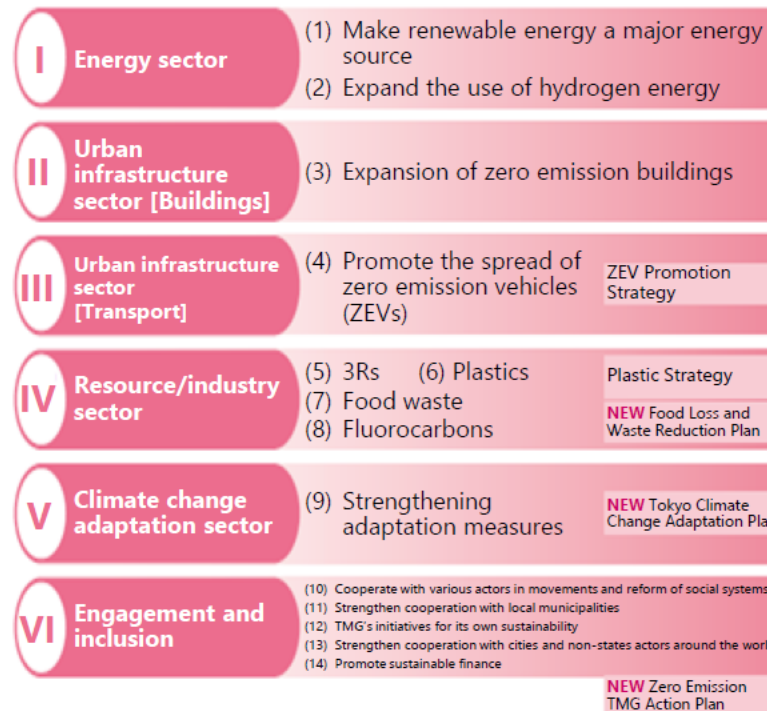 I
Energy sector
(1) Make renewable energy a major energy
source
(2) Expand the use of hydrogen energy
II
Urban
infrastructure
sector [Buildings]
(3) Expansion of zero emission buildings
III
Urban infrastructure
sector
[Transport]
(4) Promote the spread of
zero emission vehicles
(ZEVs)
ZEV Promotion
Strategy
IV
Resource/industry
sector
(5) 3Rs (6) Plastics
(7) Food waste
(8) Fluorocarbons
Plastic Strategy
NEW Food Loss and
Waste Reduction Plan
V
Climate change
adaptation sector
(9) Strengthening
adaptation measures
NEW Tokyo Climate
Change Adaptation Pla
VI
Engagement and
inclusion
(10) Cooperate with various actors in movements and reform of social systems
(11) Strengthen cooperation with local municipalities
(12) TMG's initiatives for its own sustainability
(13) Strengthen cooperation with cities and non-states actors around the worl
(14) Promote sustainable finance
NEW Zero Emission
TMG Action Plan